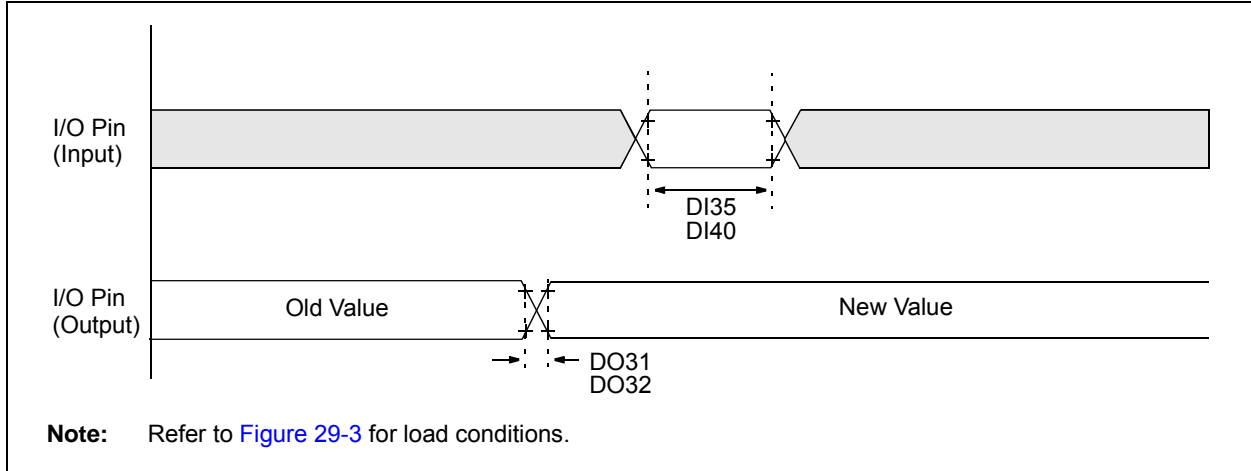 I/O Pin
(Input)
DI35
DI40
I/O Pin
(Output)
Old Value
New Value
DO31
DO32
Note: Refer to Figure 29-3 for load conditions.